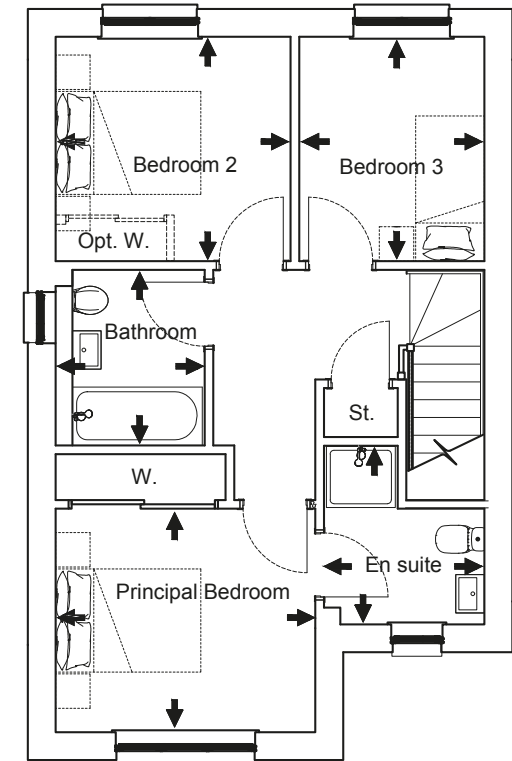 Bedroom 2
Bedroom 3
Opt. W.
Bathroom
St.
W.
En suite
Principal Bedroom